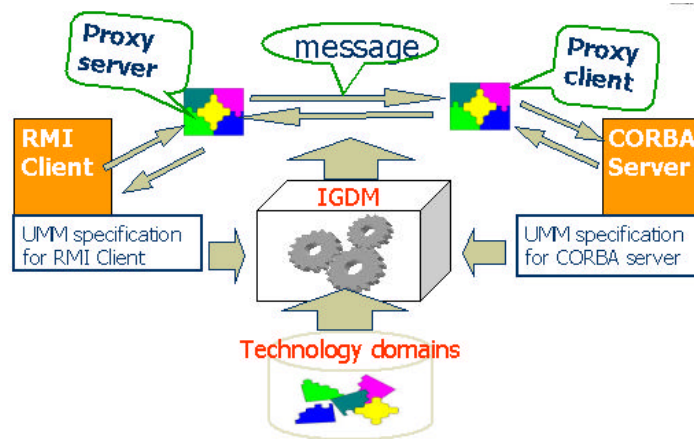 Proxy
server
message
Proxy
client
RMI
Client
CORBA
Server
IGDM
UMM specification
for RMI Client
UMM specification
for CORBA server
Technology domains